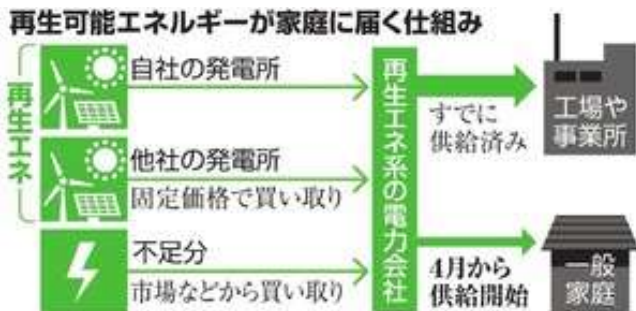 再生可能エネルギーが家庭に届く仕組み
再生エネ
自社の発電所
他社の発電所
固定価格で買い取り
不足分
市場などから買い取り
再生エネ系の電力会社
すでに
供給済み
工場や
事業所
4月から
供給開始
一般
家庭